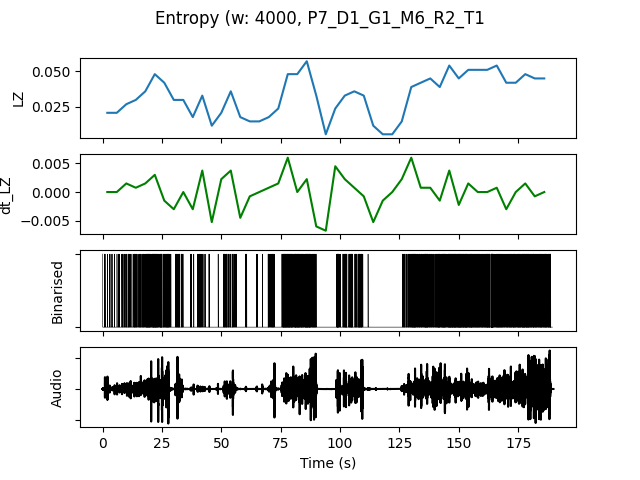 Entropy (w: 4000, P7_D1_G1_M6_R2_T1
0.050
0.025
LZ
0.005
0.000
−0.005
dt_LZ
Binarised
Audio
0 25 50 75 100 125 150 175
Time (s)